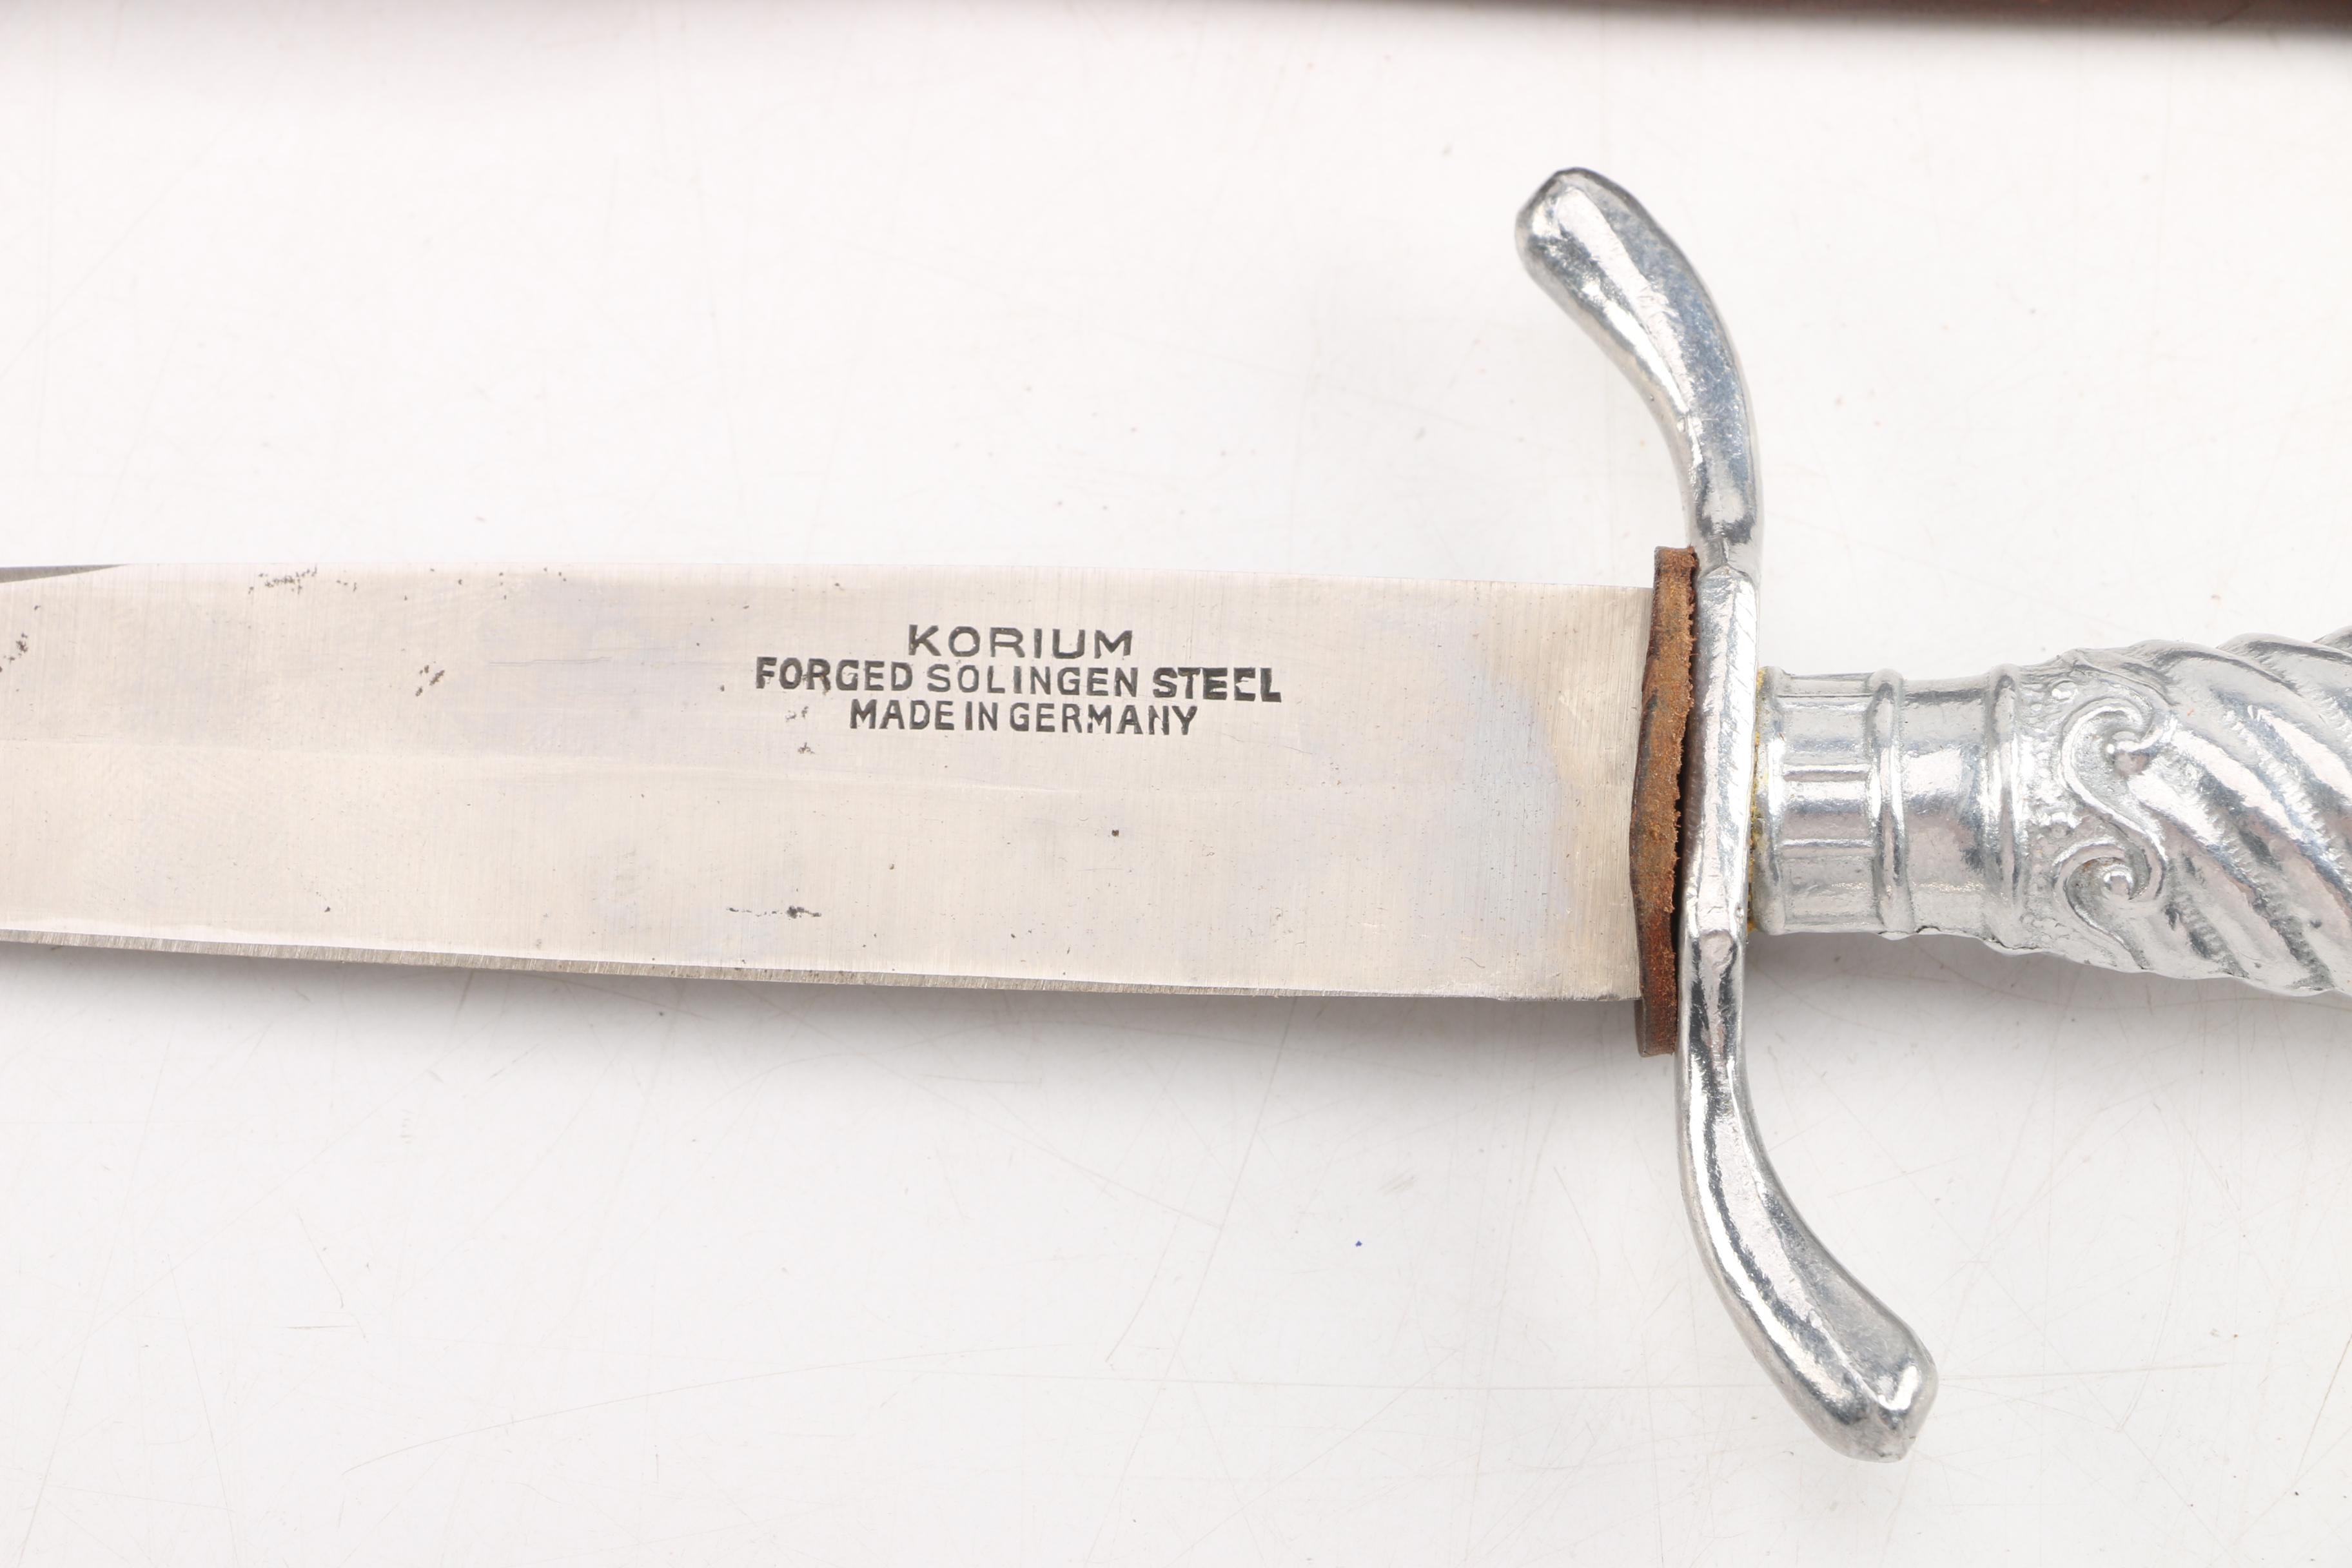 KORIUM
FORGED SOLINGEN STEEL
MADE IN GERMANY